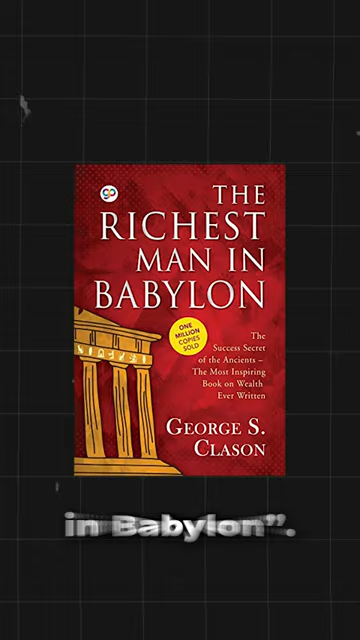 gp
THE
RICHEST
MAN IN
BABYLON
ONE
MILLION
COPIES
SOLD
The
Success Secret
of the Ancients –
The Most Inspiring
Book on Wealth
Ever Written
GEORGE S.
CLASON
in Babylon”.